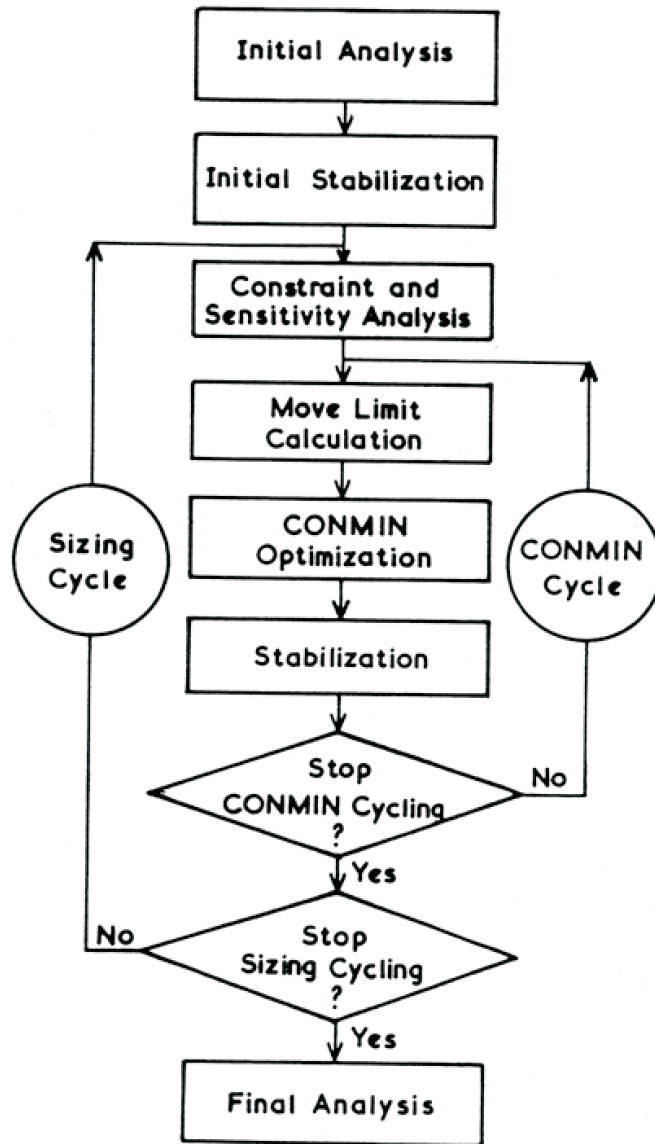 Initial Analysis
Initial Stabilization
Constraint and
Sensitivity Analysis
Move Limit
Calculation
CONMIN
Optimization
Sizing
Cycle
CONMIN
Cycle
Stabilization
Stop
CONMIN Cycling
?
No
Yes
Stop
Sizing Cycling
?
No
Yes
Final Analysis